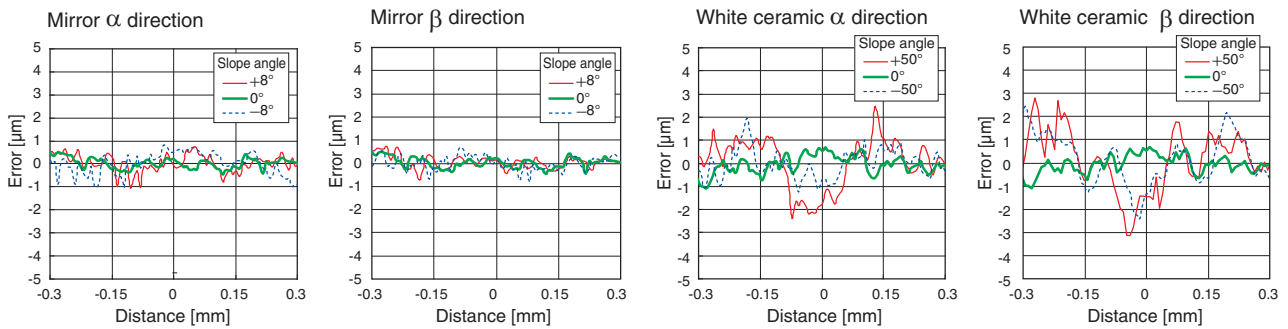 Mirror α direction
5
4
3
2
1
0
-1
-2
-3
-4
-5
Error [μm]
Slope angle
+8°
0°
−8°
-0.3 -0.15 0 0.15 0.3
Distance [mm]
Mirror β direction
5
4
3
2
1
0
-1
-2
-3
-4
-5
Error [μm]
Slope angle
+8°
0°
−8°
-0.3 -0.15 0 0.15 0.3
Distance [mm]
White ceramic α direction
5
4
3
2
1
0
-1
-2
-3
-4
-5
Error [μm]
Slope angle
+50°
0°
−50°
-0.3 -0.15 0 0.15 0.3
Distance [mm]
White ceramic β direction
5
4
3
2
1
0
-1
-2
-3
-4
-5
Error [μm]
Slope angle
+50°
0°
−50°
-0.3 -0.15 0 0.15 0.3
Distance [mm]